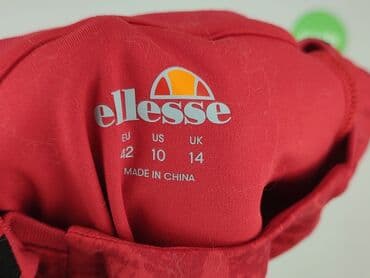 ellesse
EU US UK
42 10 14
MADE IN CHINA